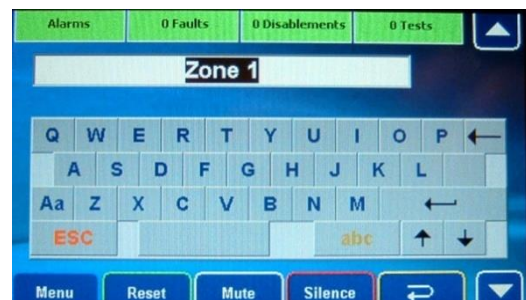 Alarms 0 Faults 0 Disablements 0 Tests
Zone 1
Q W E R T Y U I O P
A S D F G H J K L
Aa Z X C V B N M
ESC abc
Menu Reset Mute Silence